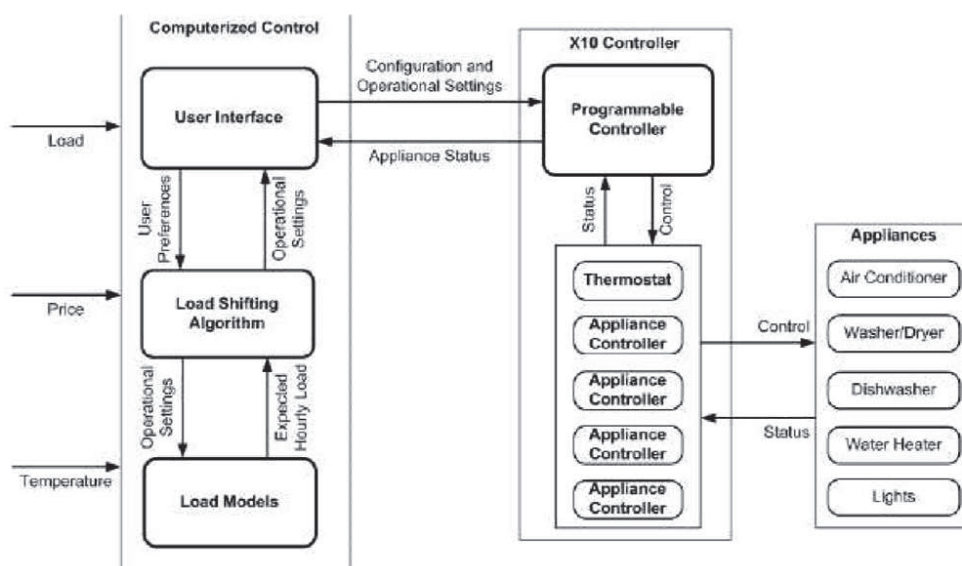 Computerized Control
User Interface
Load
User
Preferences
Operational
Settings
Price
Load Shifting
Algorithm
Operational
Settings
Expected
Hourly Load
Temperature
Load Models
Configuration and
Operational Settings
Appliance Status
X10 Controller
Programmable
Controller
Status
Control
Thermostat
Appliance
Controller
Appliance
Controller
Appliance
Controller
Appliance
Controller
Control
Status
Appliances
Air Conditioner
Washer/Dryer
Dishwasher
Water Heater
Lights